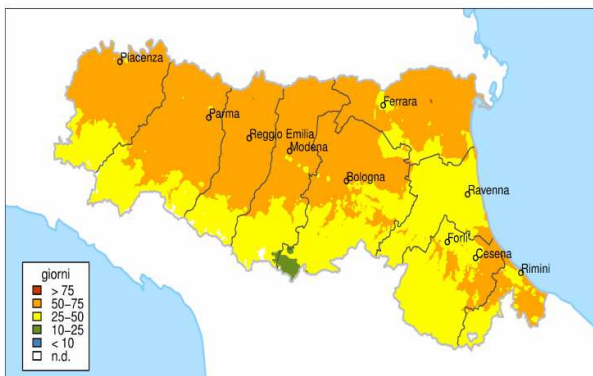 Piacenza
Parma
Reggio Emilia
Modena
Ferrara
Bologna
Ravenna
Forlì
Cesena
Rimini
giorni
> 75
50–75
25–50
10–25
< 10
n.d.